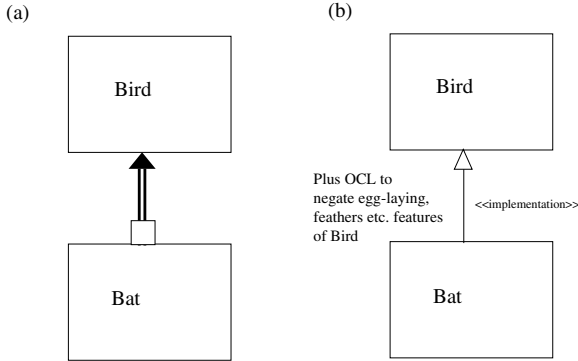 (a)
Bird
Bat
(b)
Bird
Plus OCL to
negate egg-laying,
feathers etc. features
of Bird
<<implementation>>
Bat